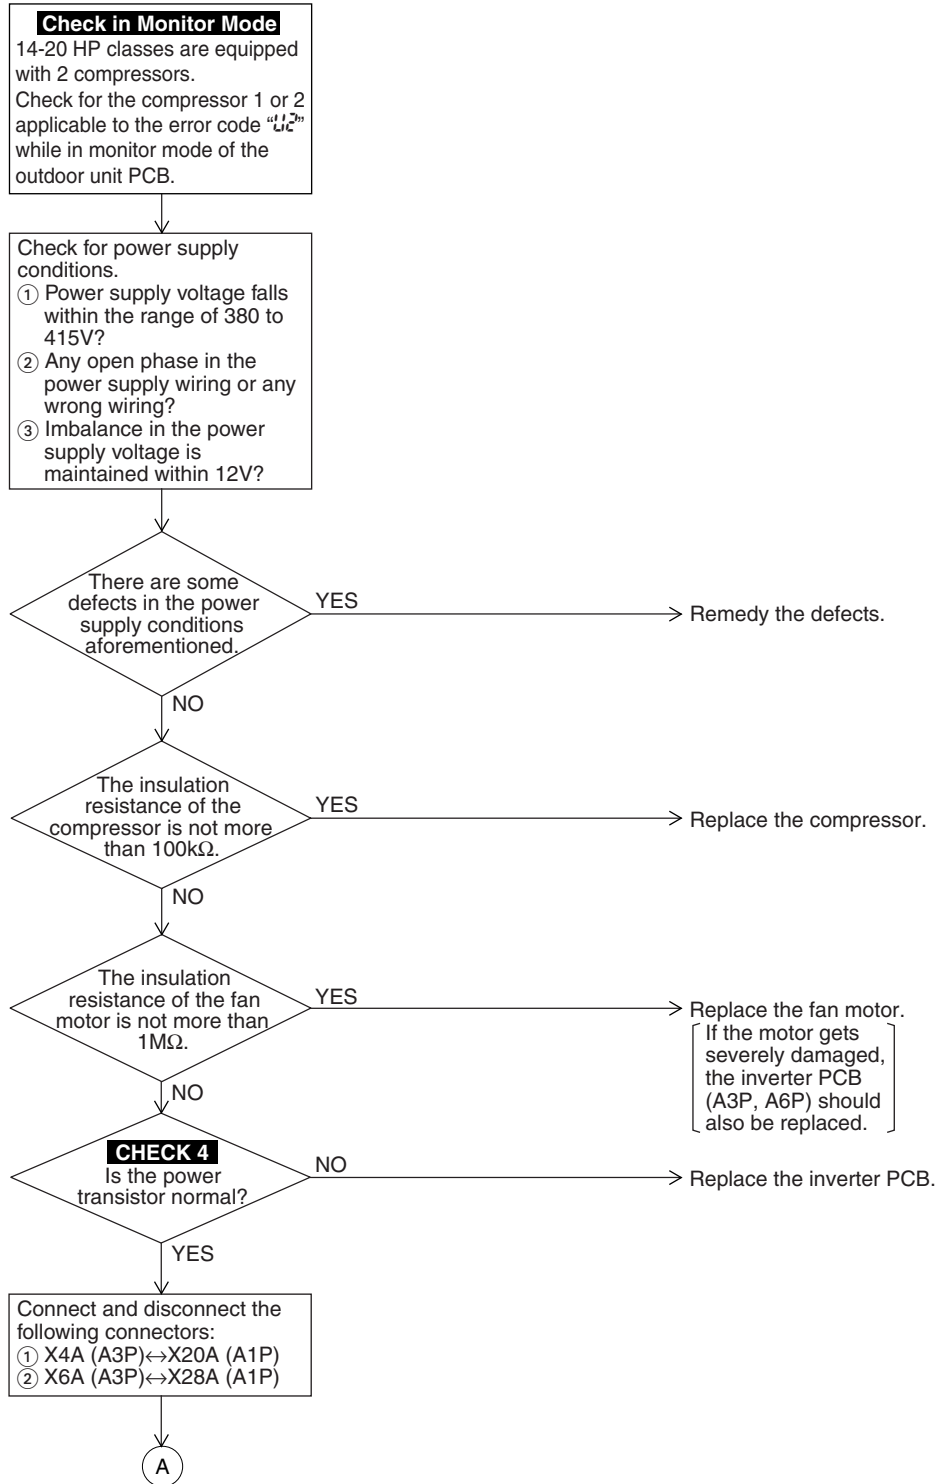 Check in Monitor Mode
14-20 HP classes are equipped
with 2 compressors.
Check for the compressor 1 or 2
applicable to the error code “U2”
while in monitor mode of the
outdoor unit PCB.
Check for power supply
conditions.
① Power supply voltage falls
within the range of 380 to
415V?
② Any open phase in the
power supply wiring or any
wrong wiring?
③ Imbalance in the power
supply voltage is
maintained within 12V?
There are some
defects in the power
supply conditions
aforementioned.
YES
Remedy the defects.
NO
The insulation
resistance of the
compressor is not more
than 100kΩ.
YES
Replace the compressor.
NO
The insulation
resistance of the fan
motor is not more than
1MΩ.
YES
Replace the fan motor.
If the motor gets
severely damaged,
the inverter PCB
(A3P, A6P) should
also be replaced.
NO
CHECK 4
Is the power
transistor normal?
NO
Replace the inverter PCB.
YES
Connect and disconnect the
following connectors:
① X4A (A3P)↔X20A (A1P)
② X6A (A3P)↔X28A (A1P)
A